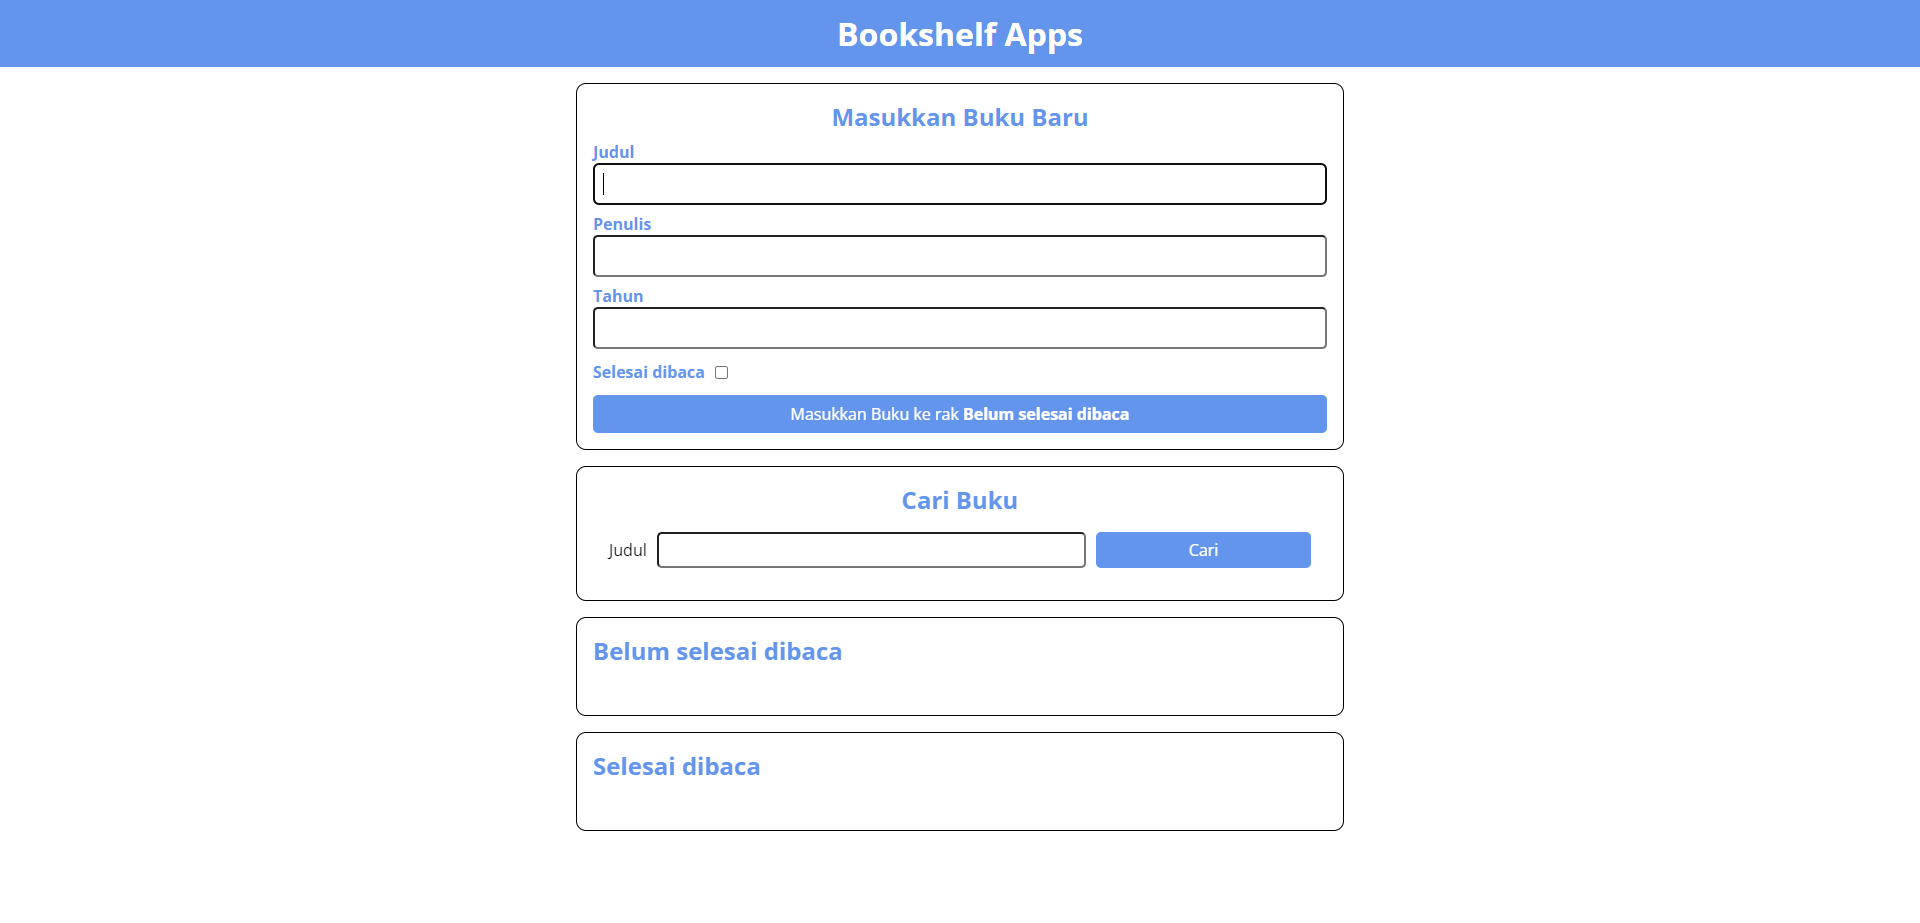 Bookshelf Apps
Masukkan Buku Baru
Judul
Penulis
Tahun
Selesai dibaca
Masukkan Buku ke rak Belum selesai dibaca
Cari Buku
Judul
Cari
Belum selesai dibaca
Selesai dibaca